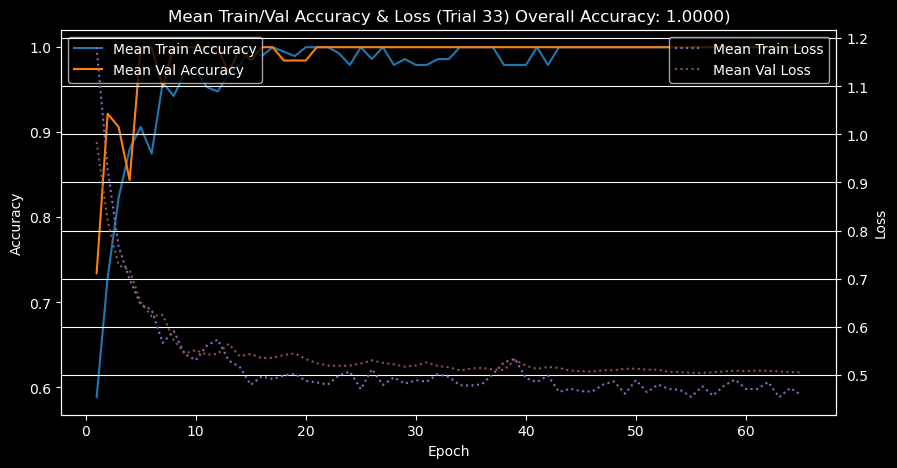 Mean Train/Val Accuracy & Loss (Trial 33) Overall Accuracy: 1.0000)
Mean Train Accuracy
Mean Val Accuracy
Mean Train Loss
Mean Val Loss
Accuracy
1.0
0.9
0.8
0.7
0.6
1.2
1.1
1.0
0.9
0.8
0.7
0.6
0.5
Loss
0
10
20
30
40
50
60
Epoch